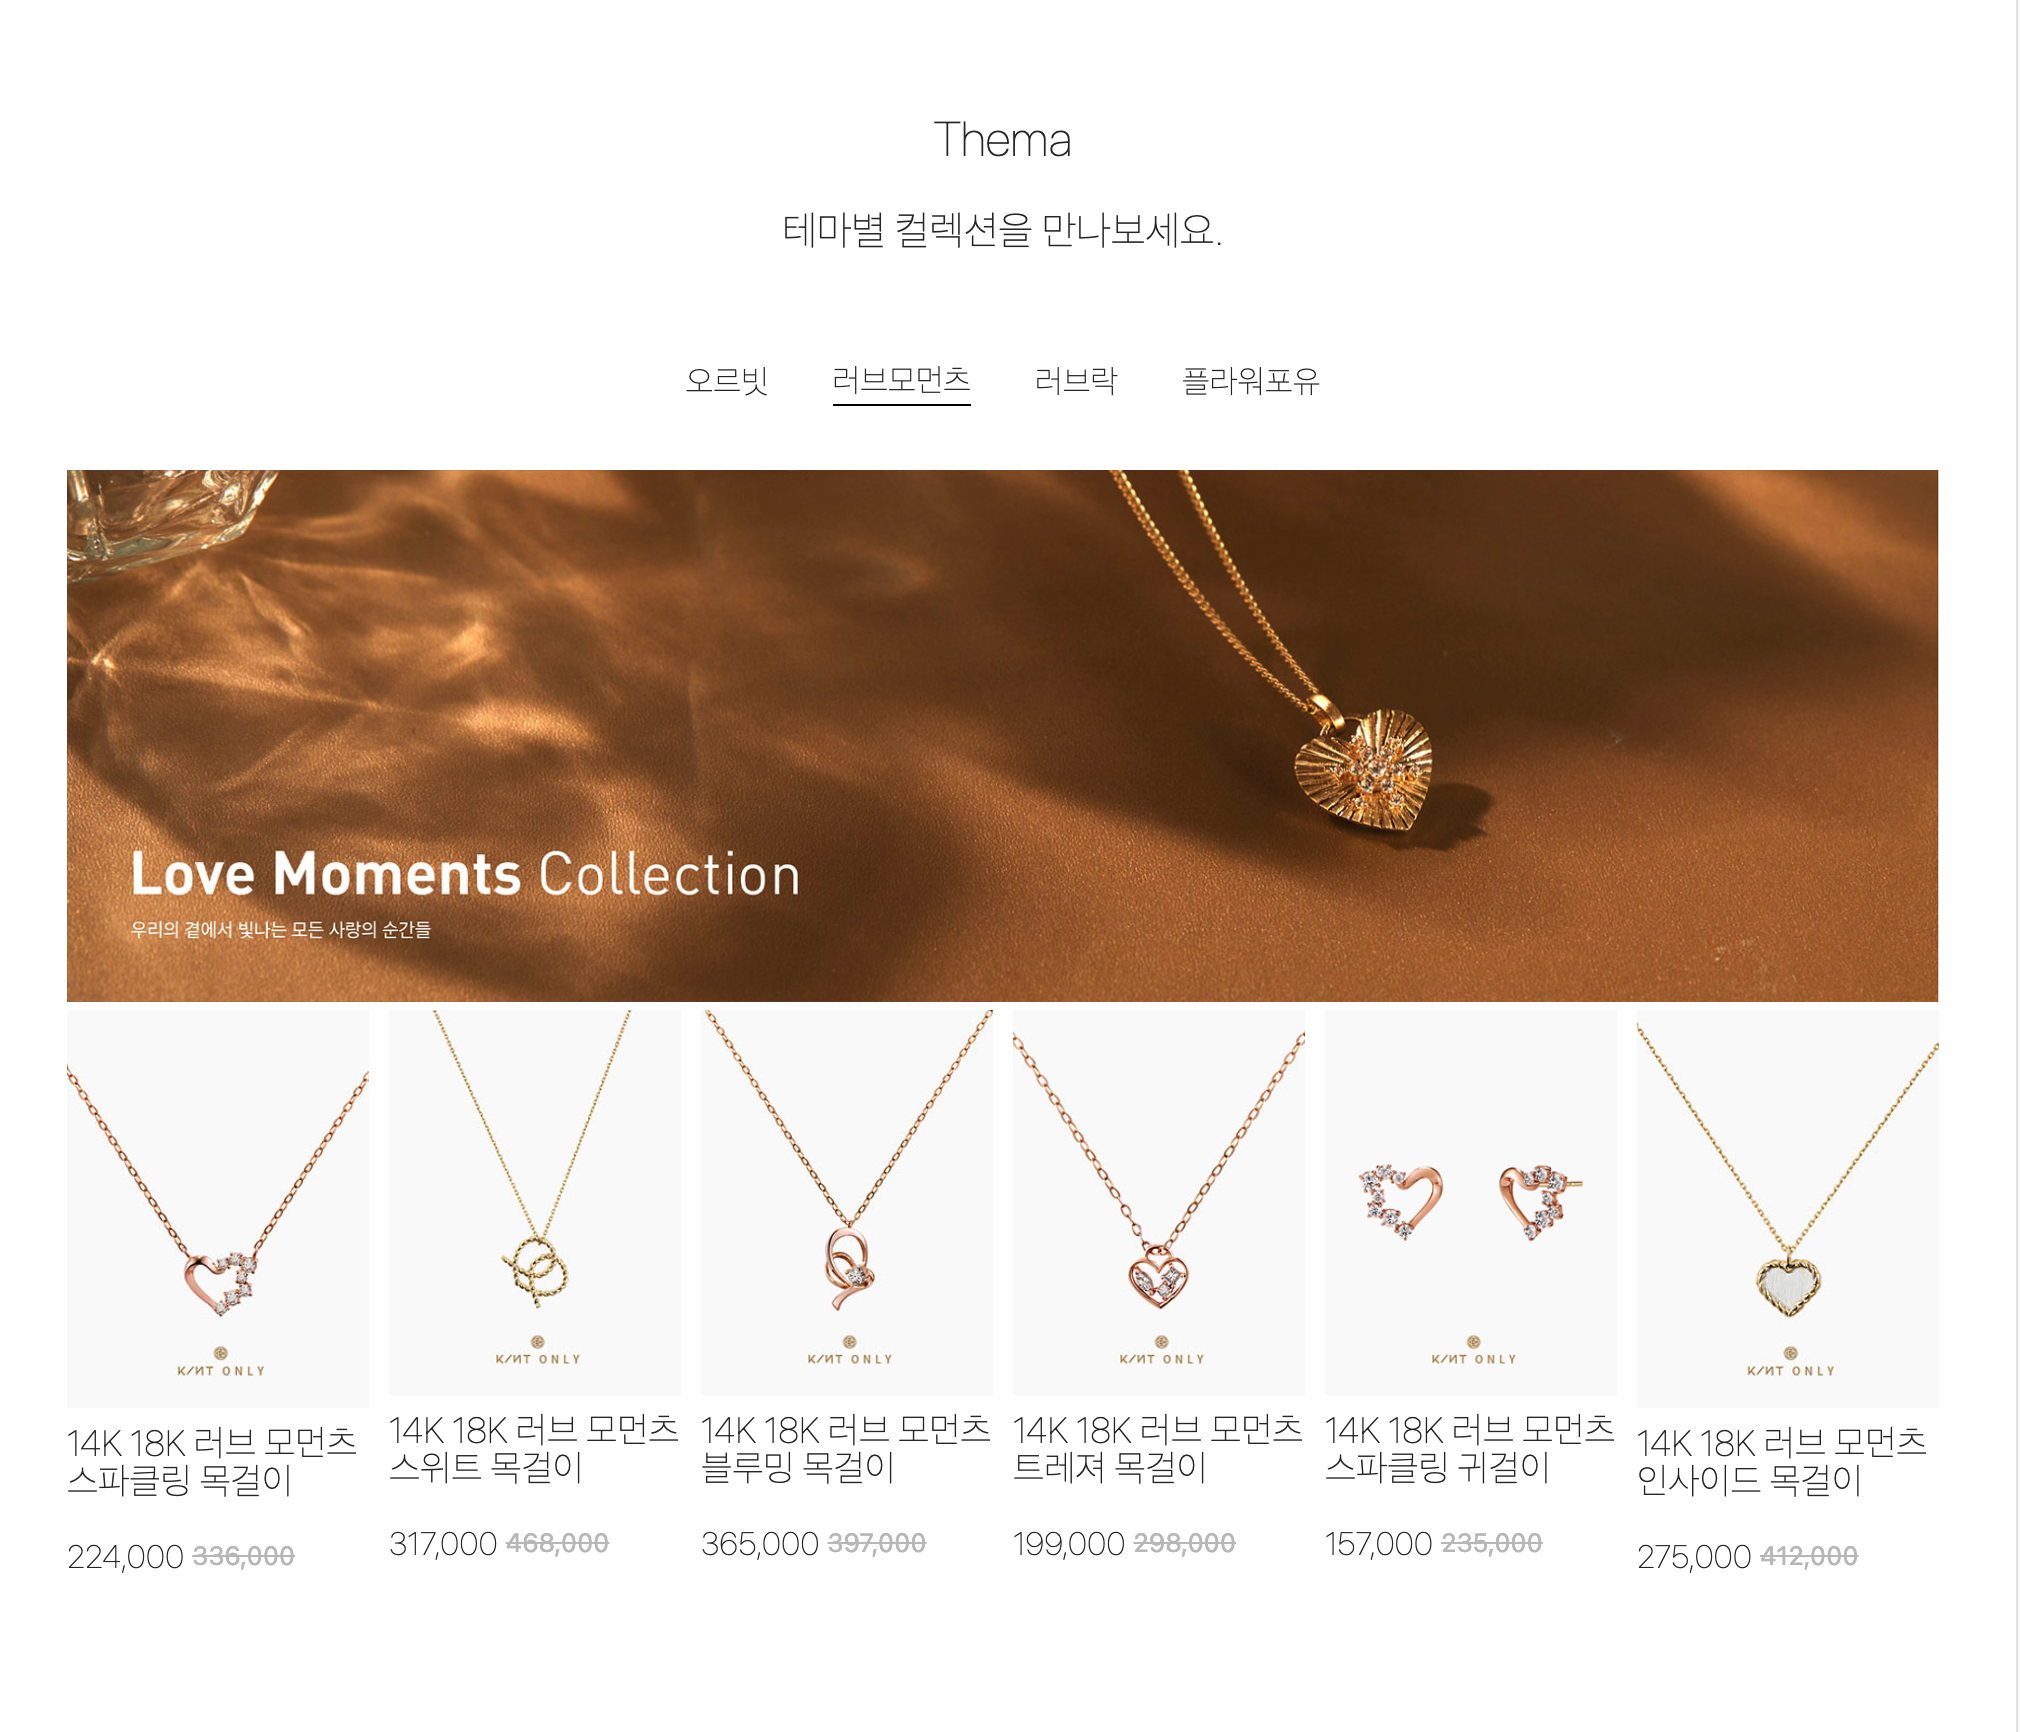 Thema
테마별 컬렉션을 만나보세요.
오르빗 러브모먼츠 러브락 플라워포유
Love Moments Collection
우리의 곁에서 빛나는 모든 사랑의 순간들
K/NT ONLY
14K 18K 러브 모먼츠
스파클링 목걸이
224,000 336,000
K/NT ONLY
14K 18K 러브 모먼츠
스위트 목걸이
317,000 468,000
K/NT ONLY
14K 18K 러브 모먼츠
블루밍 목걸이
365,000 397,000
K/NT ONLY
14K 18K 러브 모먼츠
트레져 목걸이
199,000 298,000
K/NT ONLY
14K 18K 러브 모먼츠
스파클링 귀걸이
157,000 235,000
K/NT ONLY
14K 18K 러브 모먼츠
인사이드 목걸이
275,000 412,000